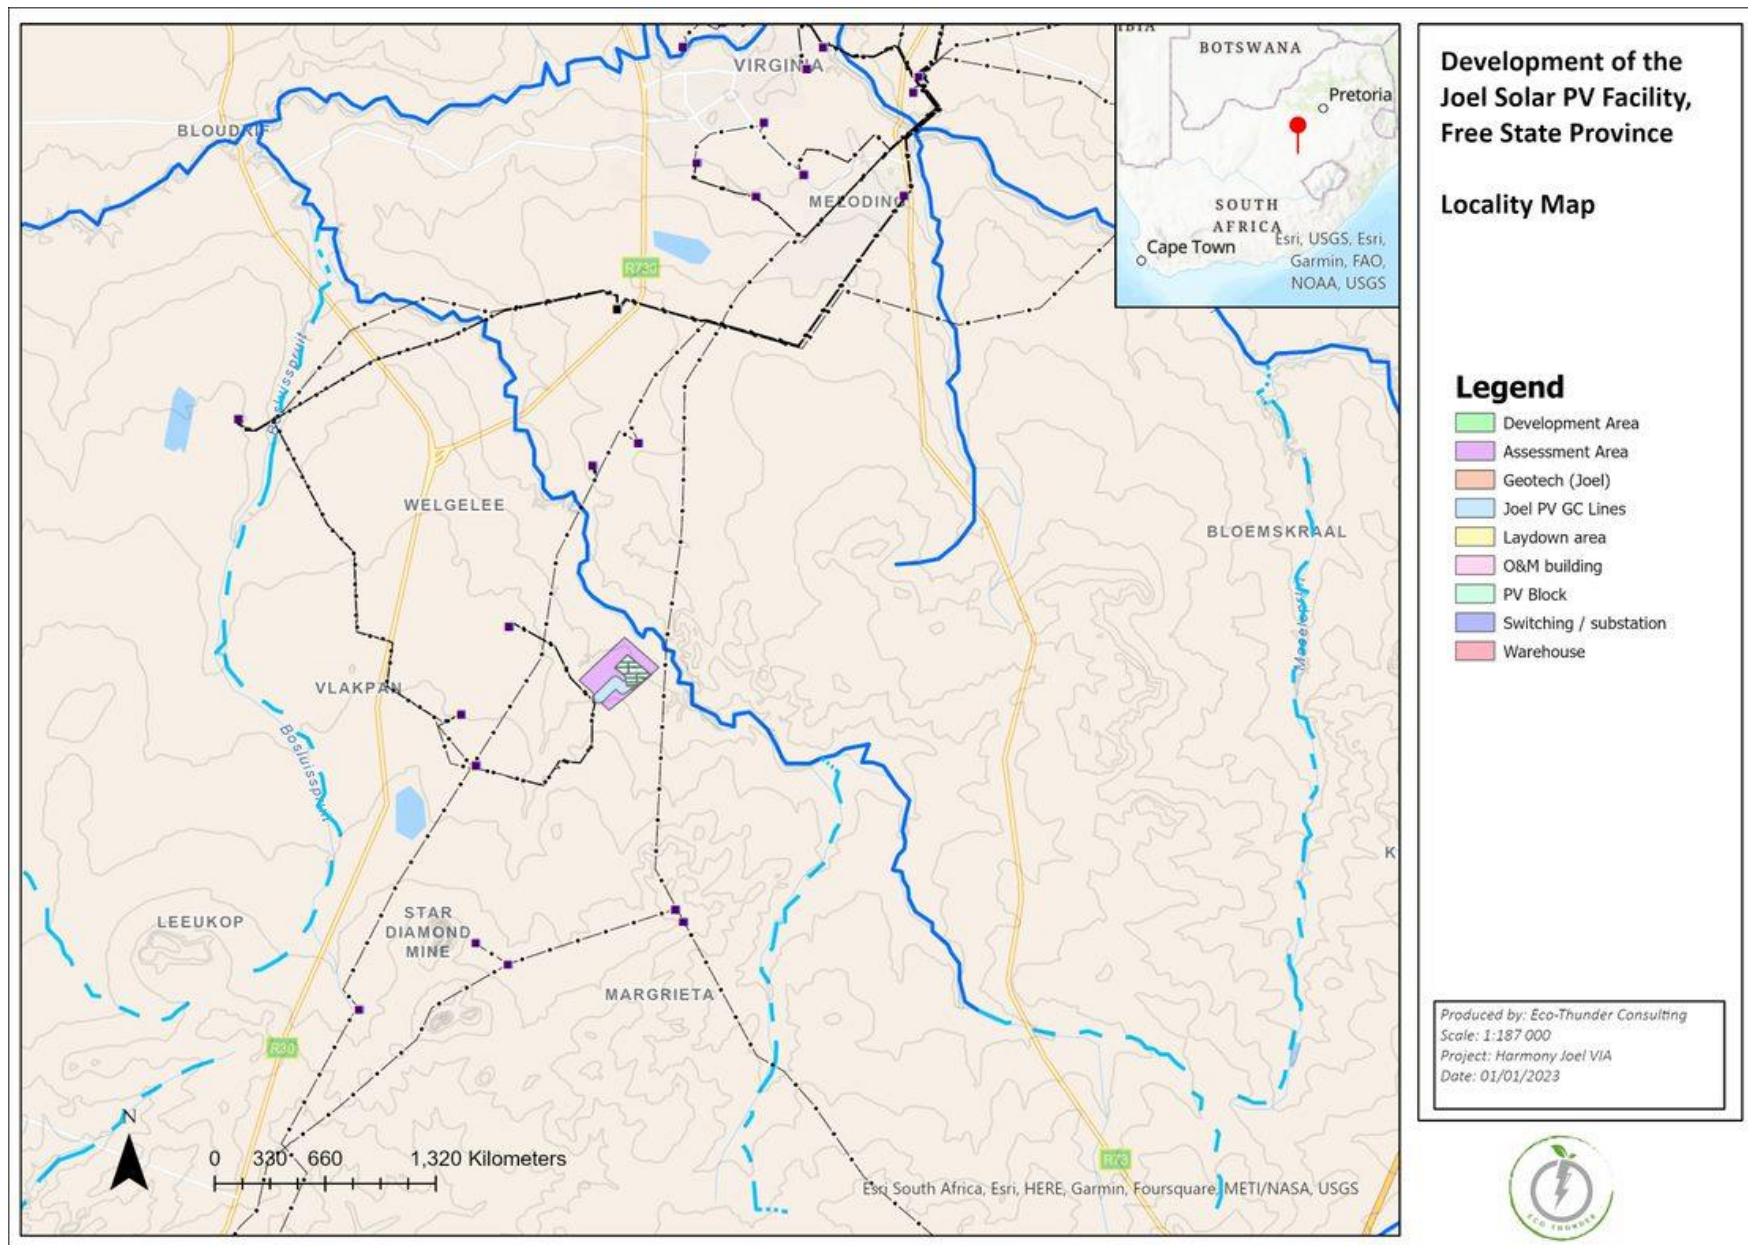 Development of the
Joel Solar PV Facility,
Free State Province
Locality Map
Legend
Development Area
Assessment Area
Geotech (Joel)
Joel PV GC Lines
Laydown area
O&M building
PV Block
Switching / substation
Warehouse
Produced by: Eco-Thunder Consulting
Scale: 1:187 000
Project: Harmony Joel VIA
Date: 01/01/2023
ECO THUNDER
BOTSWANA
Pretoria
SOUTH
AFRICA
Cape Town
Esri, USGS, Esri,
Garmin, FAO,
NOAA, USGS
VIRGINIA
BLOUDRIF
MELODING
R730
Bosluisspruit
WELGELEE
BLOEMSKRAAL
VLAKPAN
Bosluisspruit
K
LEEUKOP
STAR
DIAMOND
MINE
MARGRIETA
R30
R73
N
0 330 660 1,320 Kilometers
Esri South Africa, Esri, HERE, Garmin, Foursquare, METI/NASA, USGS